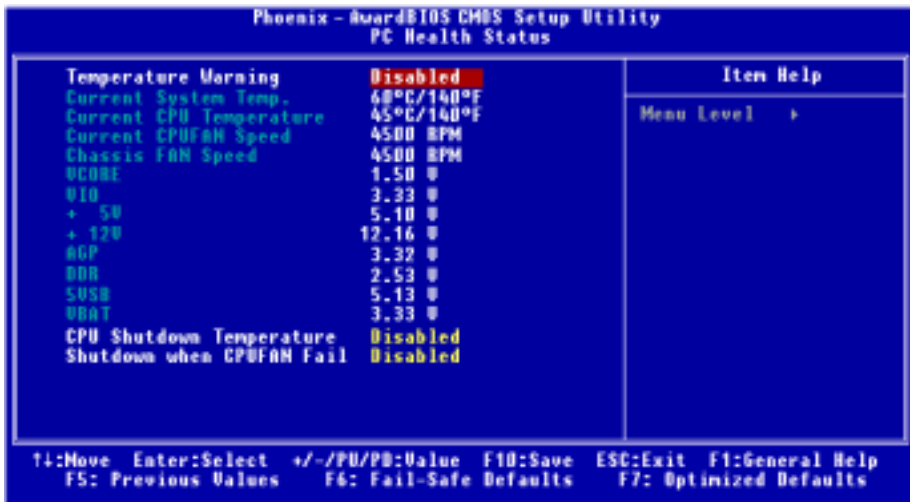 Phoenix - AwardBIOS CMOS Setup Utility
PC Health Status
Temperature Warning Disabled
Current System Temp. 60°C/140°F
Current CPU Temperature 45°C/140°F
Current CPUFAN Speed 4500 RPM
Chassis FAN Speed 4500 RPM
VCORE 1.50 V
VIO 3.33 V
+ 5V 5.10 V
+ 12V 12.16 V
AGP 3.32 V
DDR 2.53 V
5VSB 5.13 V
VBAT 3.33 V
CPU Shutdown Temperature Disabled
Shutdown when CPUFAN Fail Disabled
Item Help
Menu Level ▸
↑↓:Move Enter:Select +/-/PU/PD:Value F10:Save ESC:Exit F1:General Help
F5: Previous Values F6: Fail-Safe Defaults F7: Optimized Defaults